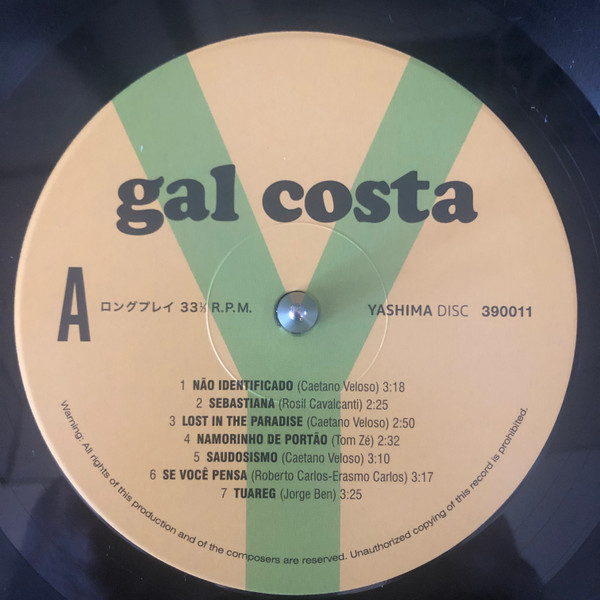 gal costa
A
ロングプレイ 33⅓ R.P.M.
YASHIMA DISC 390011
1 NÃO IDENTIFICADO (Caetano Veloso) 3:18
2 SEBASTIANA (Rosil Cavalcanti) 2:25
3 LOST IN THE PARADISE (Caetano Veloso) 2:50
4 NAMORINHO DE PORTÃO (Tom Zé) 2:32
5 SAUDOSISMO (Caetano Veloso) 3:10
6 SE VOCÊ PENSA (Roberto Carlos-Erasmo Carlos) 3:17
7 TUAREG (Jorge Ben) 3:25
Warning: All rights of this production and of the composers are reserved. Unauthorized copying of this record is prohibited.